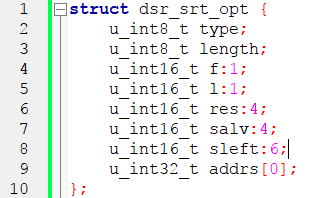 1 struct dsr_srt_opt {
2 u_int8_t type;
3 u_int8_t length;
4 u_int16_t f:1;
5 u_int16_t l:1;
6 u_int16_t res:4;
7 u_int16_t salv:4;
8 u_int16_t sleft:6;
9 u_int32_t addrs[0];
10 };